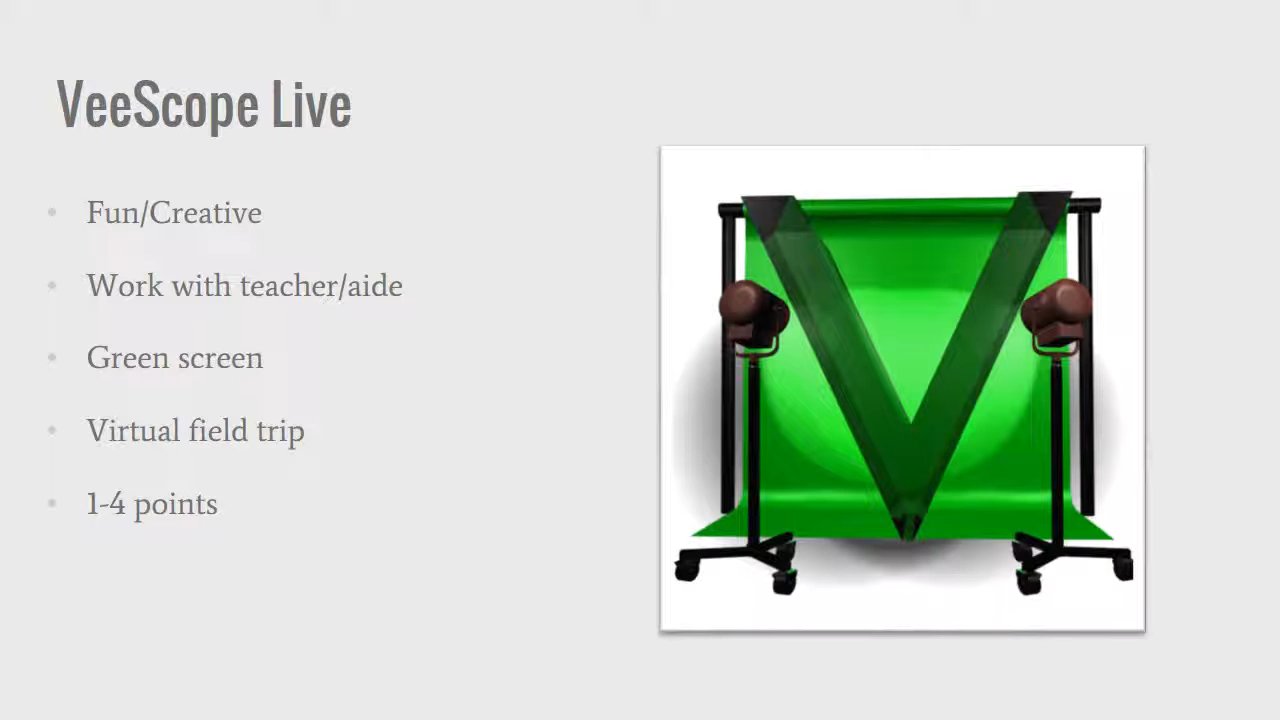 VeeScope Live
Fun/Creative
Work with teacher/aide
Green screen
Virtual field trip
1-4 points